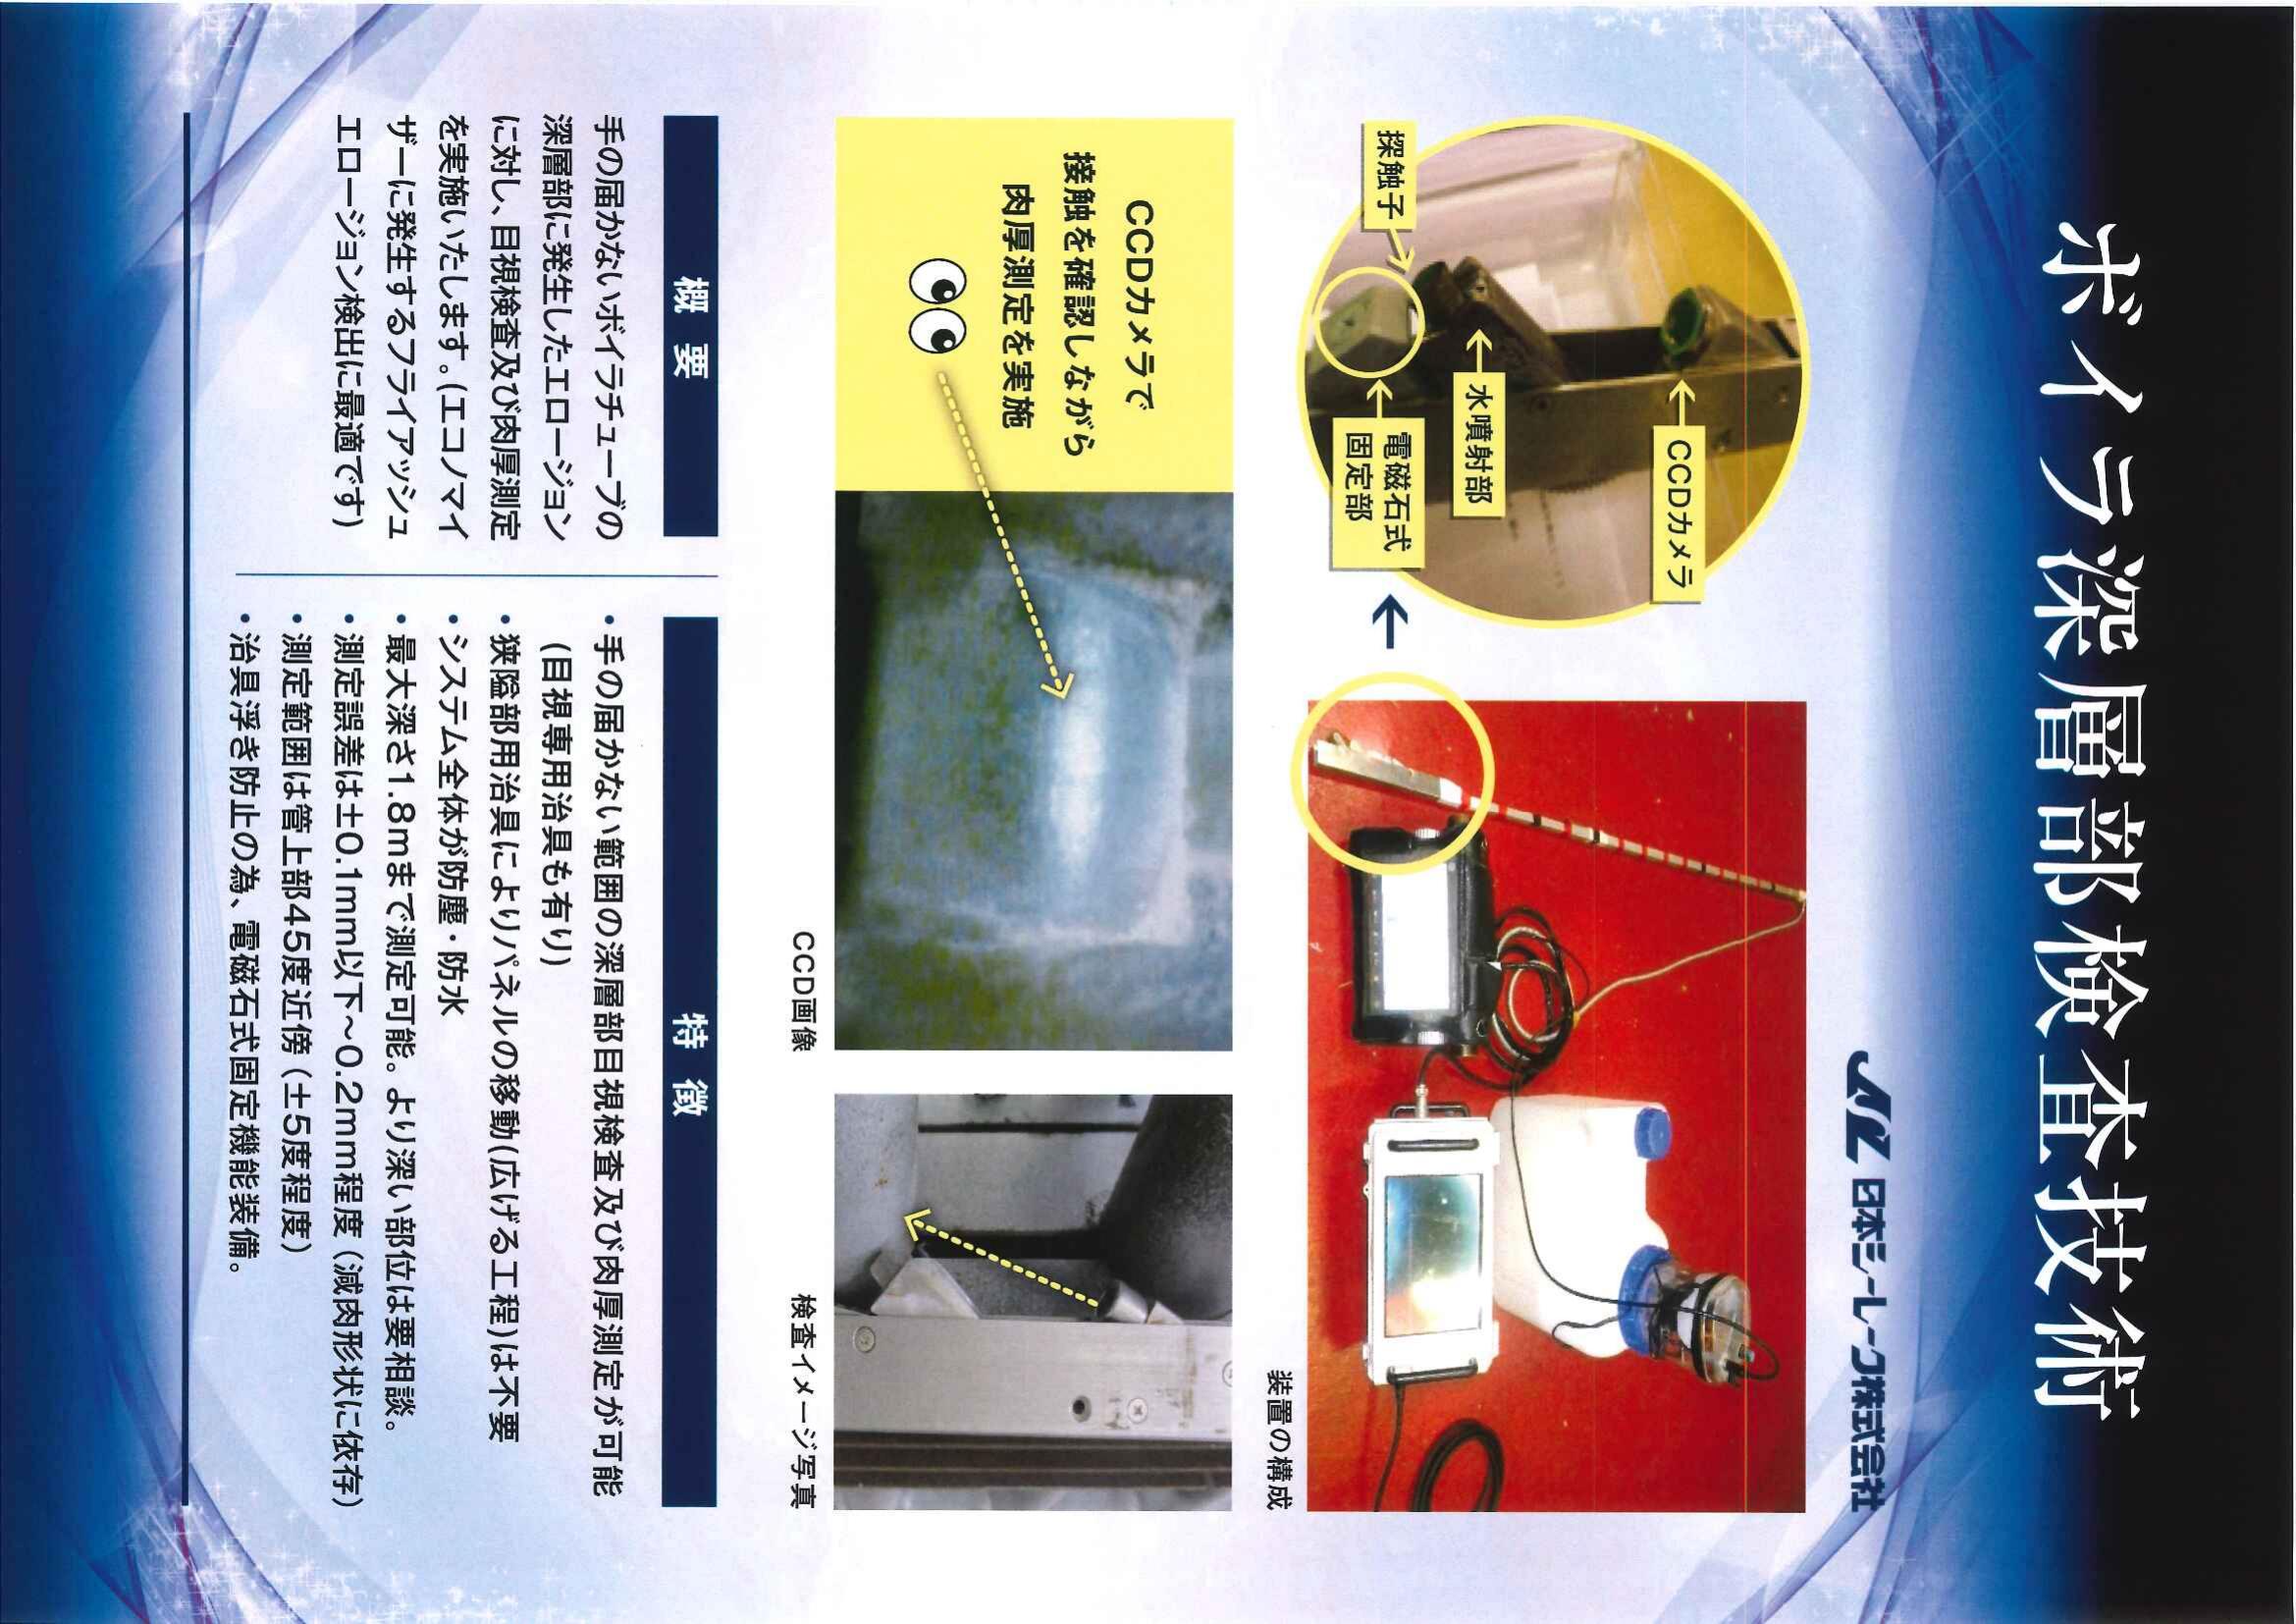 ボイラ深層部検査技術
JSL 日本シーレーク株式会社
CCDカメラ
水噴射部
探触子
電磁石式
固定部
装置の構成
CCDカメラで
接触を確認しながら
肉厚測定を実施
CCD画像
検査イメージ写真
概 要
手の届かないボイラチューブの
深層部に発生したエロージョン
に対し、目視検査及び肉厚測定
を実施いたします。(エコノマイ
ザーに発生するフライアッシュ
エロージョン検出に最適です)
特 徴
・手の届かない範囲の深層部目視検査及び肉厚測定が可能
(目視専用治具も有り)
・狭隘部用治具によりパネルの移動(広げる工程)は不要
・システム全体が防塵・防水
・最大深さ1.8mまで測定可能。より深い部位は要相談。
・測定誤差は±0.1mm以下～0.2mm程度(減肉形状に依存)
・測定範囲は管上部45度近傍(±5度程度)
・治具浮き防止の為、電磁石式固定機能装備。